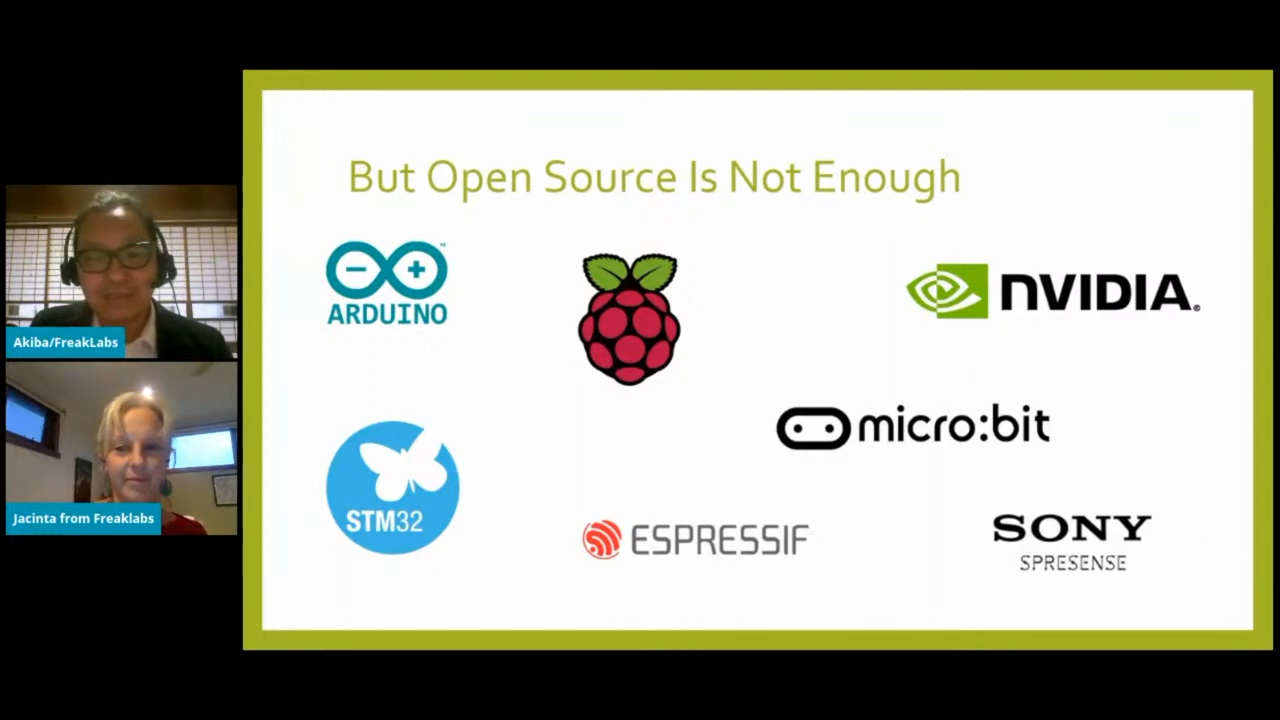 But Open Source Is Not Enough
ARDUINO
NVIDIA.
micro:bit
STM32
ESPRESSIF
SONY
SPRESENSE
Akiba/FreakLabs
Jacinta from Freaklabs